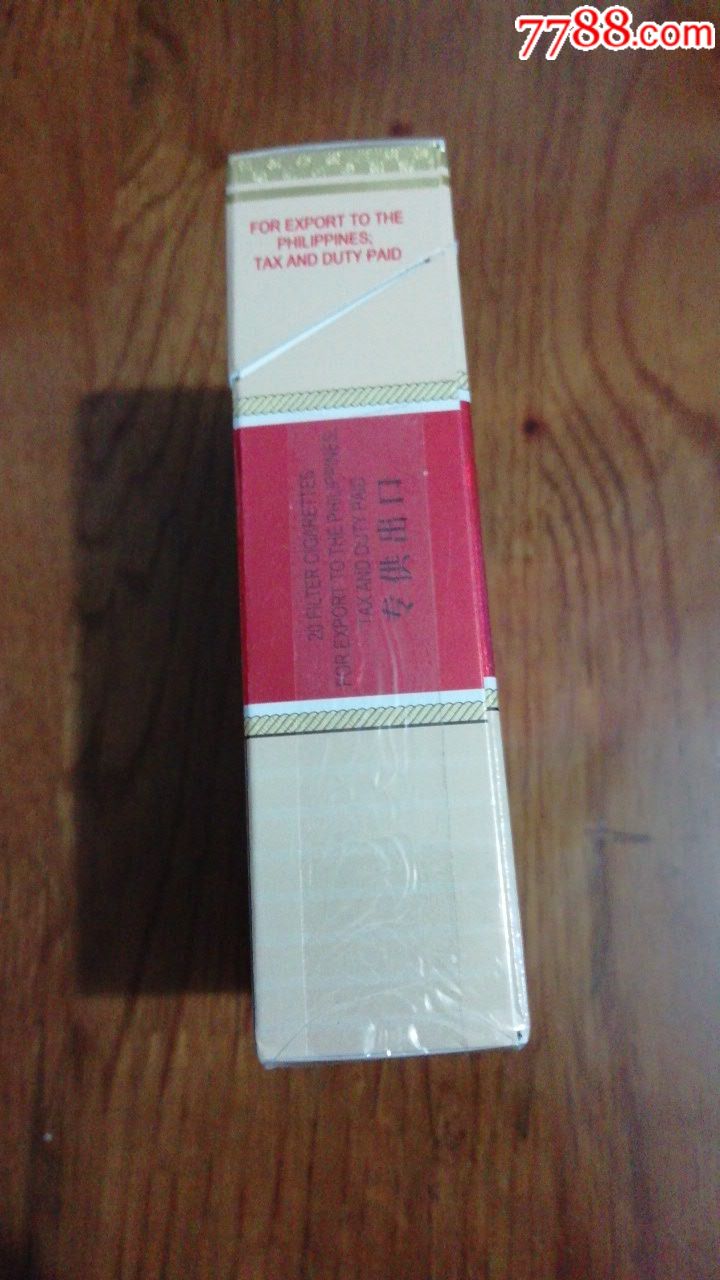 7788.com
FOR EXPORT TO THE
PHILIPPINES;
TAX AND DUTY PAID
20 FILTER CIGARETTES
FOR EXPORT TO THE PHILIPPINES
TAX AND DUTY PAID
专供出口